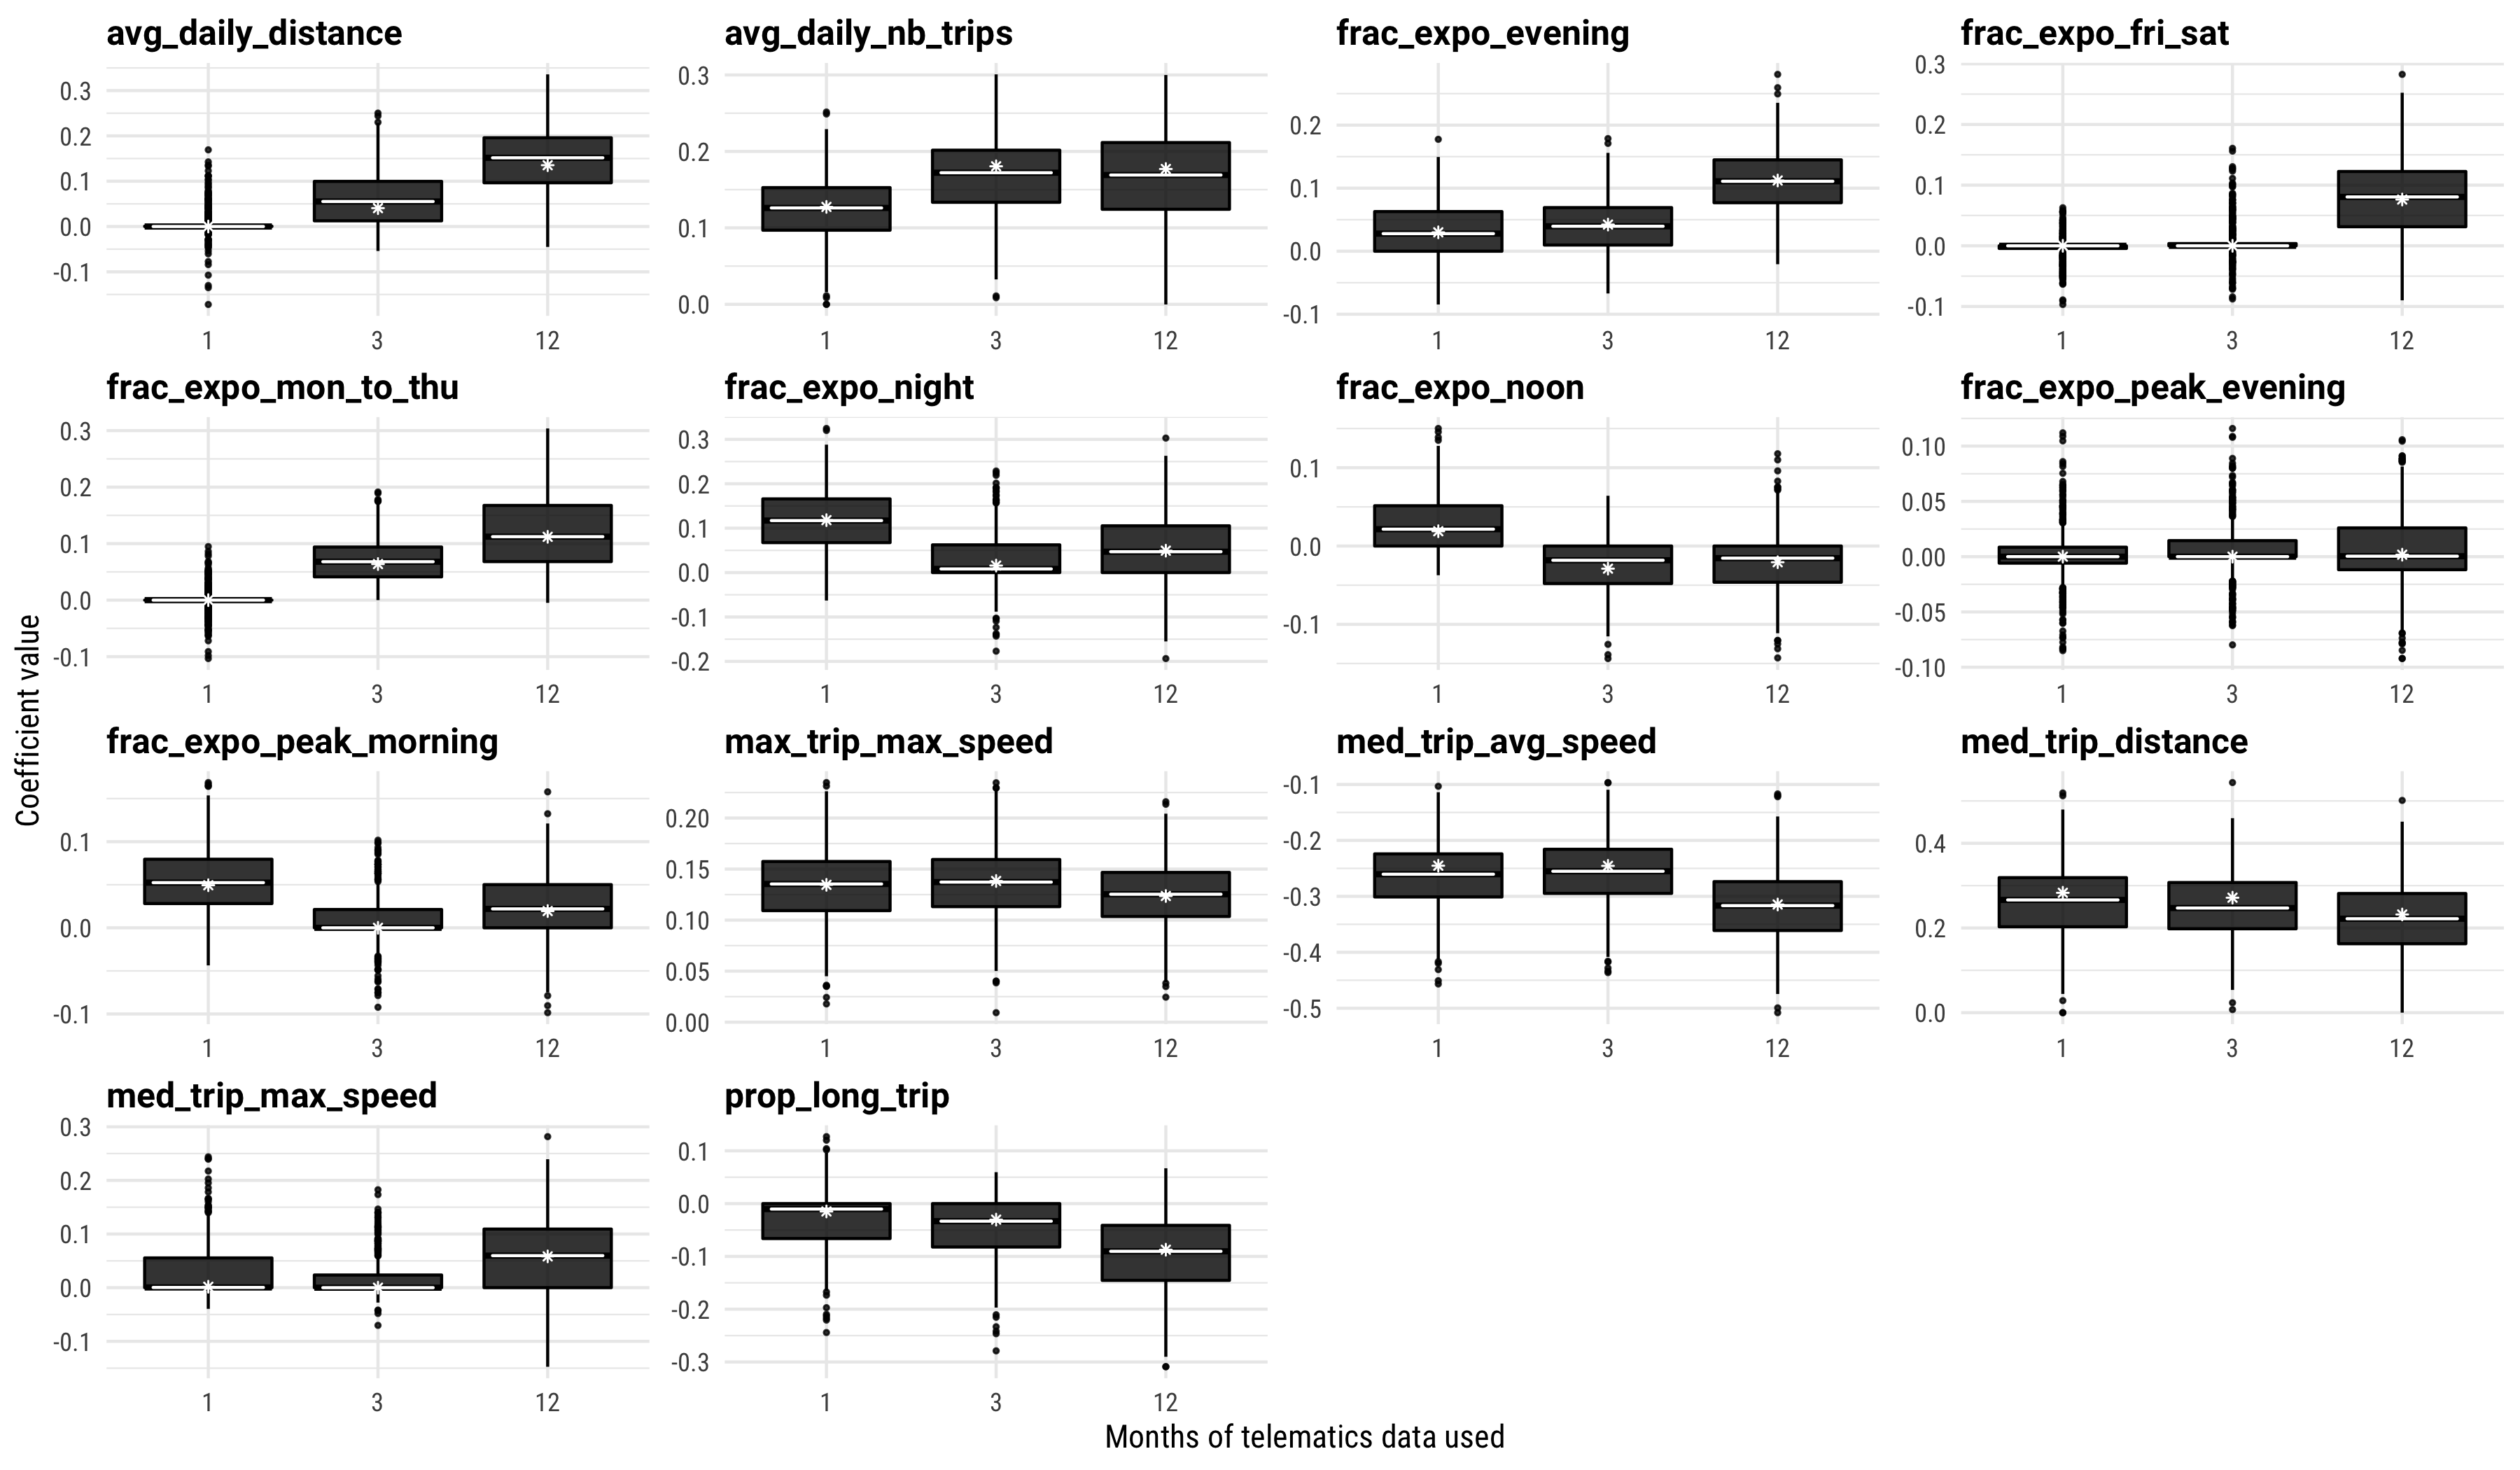 avg_daily_distance
0.3
0.2
0.1
0.0
-0.1
1 3 12
avg_daily_nb_trips
0.3
0.2
0.1
0.0
1 3 12
frac_expo_evening
0.2
0.1
0.0
-0.1
1 3 12
frac_expo_fri_sat
0.3
0.2
0.1
0.0
-0.1
1 3 12
frac_expo_mon_to_thu
0.3
0.2
0.1
0.0
-0.1
1 3 12
frac_expo_night
0.3
0.2
0.1
0.0
-0.1
-0.2
1 3 12
frac_expo_noon
0.1
0.0
-0.1
1 3 12
frac_expo_peak_evening
0.10
0.05
0.00
-0.05
-0.10
1 3 12
Coefficient value
frac_expo_peak_morning
0.1
0.0
-0.1
1 3 12
max_trip_max_speed
0.20
0.15
0.10
0.05
0.00
1 3 12
med_trip_avg_speed
-0.1
-0.2
-0.3
-0.4
-0.5
1 3 12
med_trip_distance
0.4
0.2
0.0
1 3 12
med_trip_max_speed
0.3
0.2
0.1
0.0
-0.1
1 3 12
prop_long_trip
0.1
0.0
-0.1
-0.2
-0.3
1 3 12
Months of telematics data used